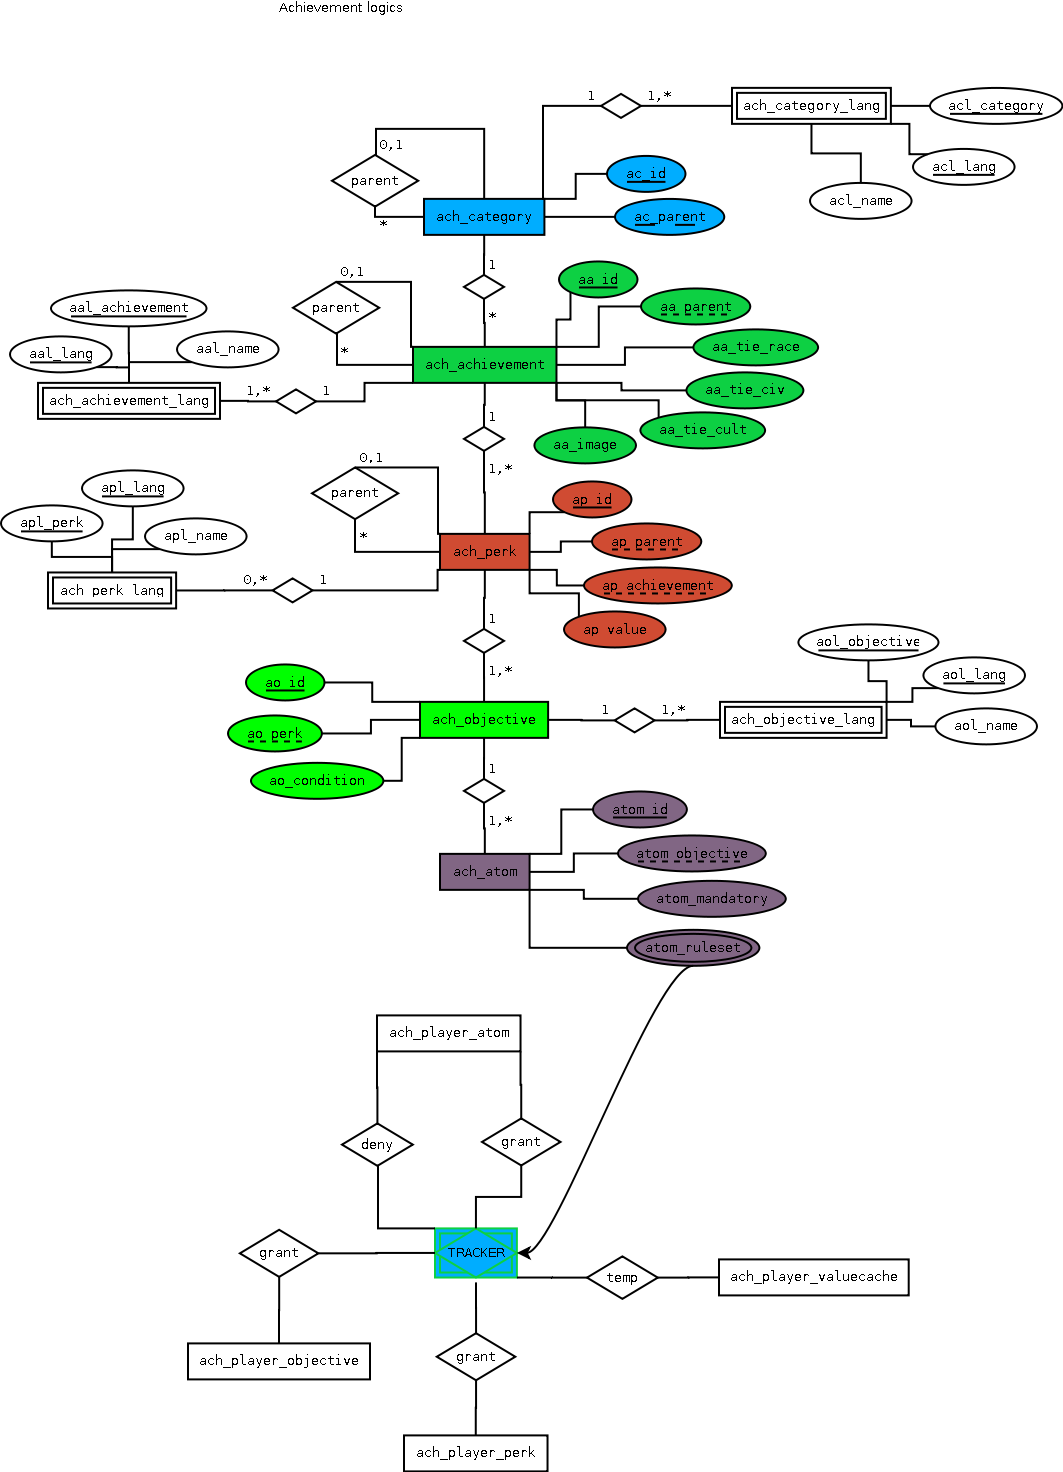 Achievement logics
1
1,*
ach_category_lang
acl_category
0,1
parent
ac_id
acl_lang
acl_name
ach_category
ac_parent
*
1
0,1
aa_id
parent
*
aa_parent
aal_achievement
aal_lang
aal_name
*
aa_tie_race
ach_achievement
1,*
1
ach_achievement_lang
aa_tie_civ
1
aa_tie_cult
aa_image
0,1
1,*
apl_lang
parent
ap_id
apl_perk
apl_name
*
ap_parent
ach_perk
0,*
1
ach_perk_lang
ap_achievement
1
ap_value
aol_objective
1,*
ao_id
aol_lang
1
1,*
ach_objective
ach_objective_lang
aol_name
ao_perk
1
ao_condition
1,*
atom_id
atom_objective
ach_atom
atom_mandatory
atom_ruleset
ach_player_atom
deny
grant
grant
TRACKER
temp
ach_player_valuecache
grant
ach_player_objective
ach_player_perk